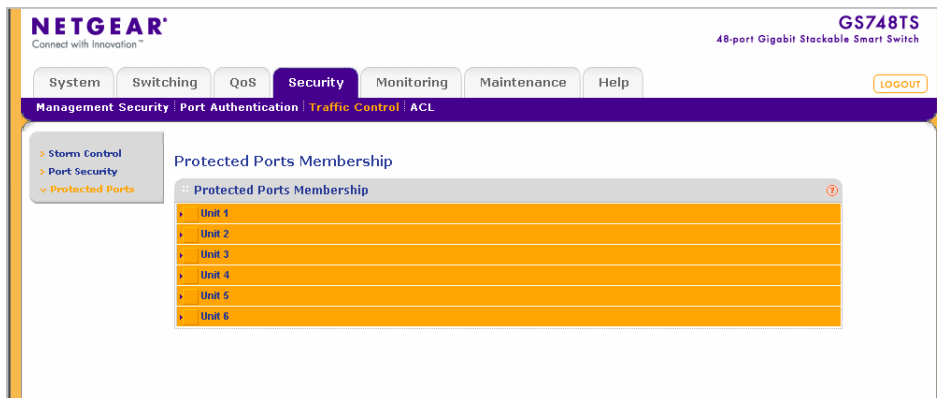 NETGEAR®
Connect with Innovation™
GS748TS
48-port Gigabit Stackable Smart Switch
System Switching QoS Security Monitoring Maintenance Help
LOGOUT
Management Security Port Authentication Traffic Control ACL
Storm Control
Port Security
Protected Ports
Protected Ports Membership
Protected Ports Membership ?
Unit 1
Unit 2
Unit 3
Unit 4
Unit 5
Unit 6